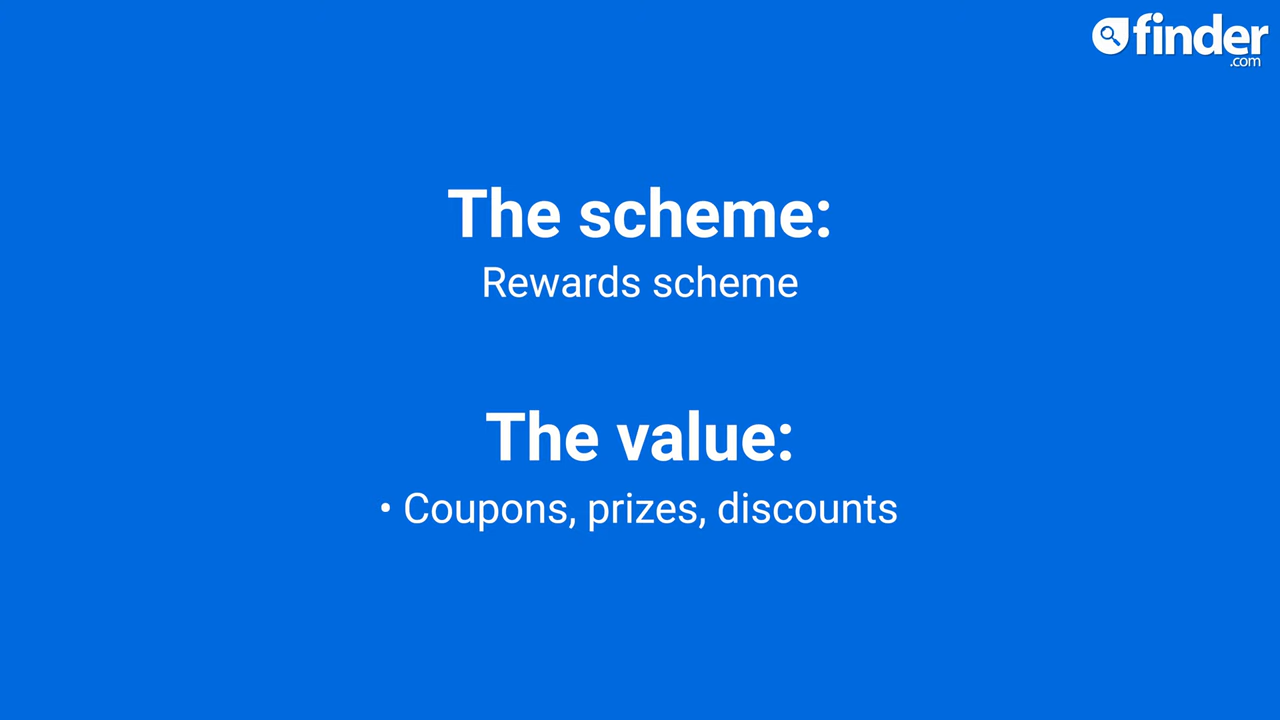 finder
.com
The scheme:
Rewards scheme
The value:
• Coupons, prizes, discounts